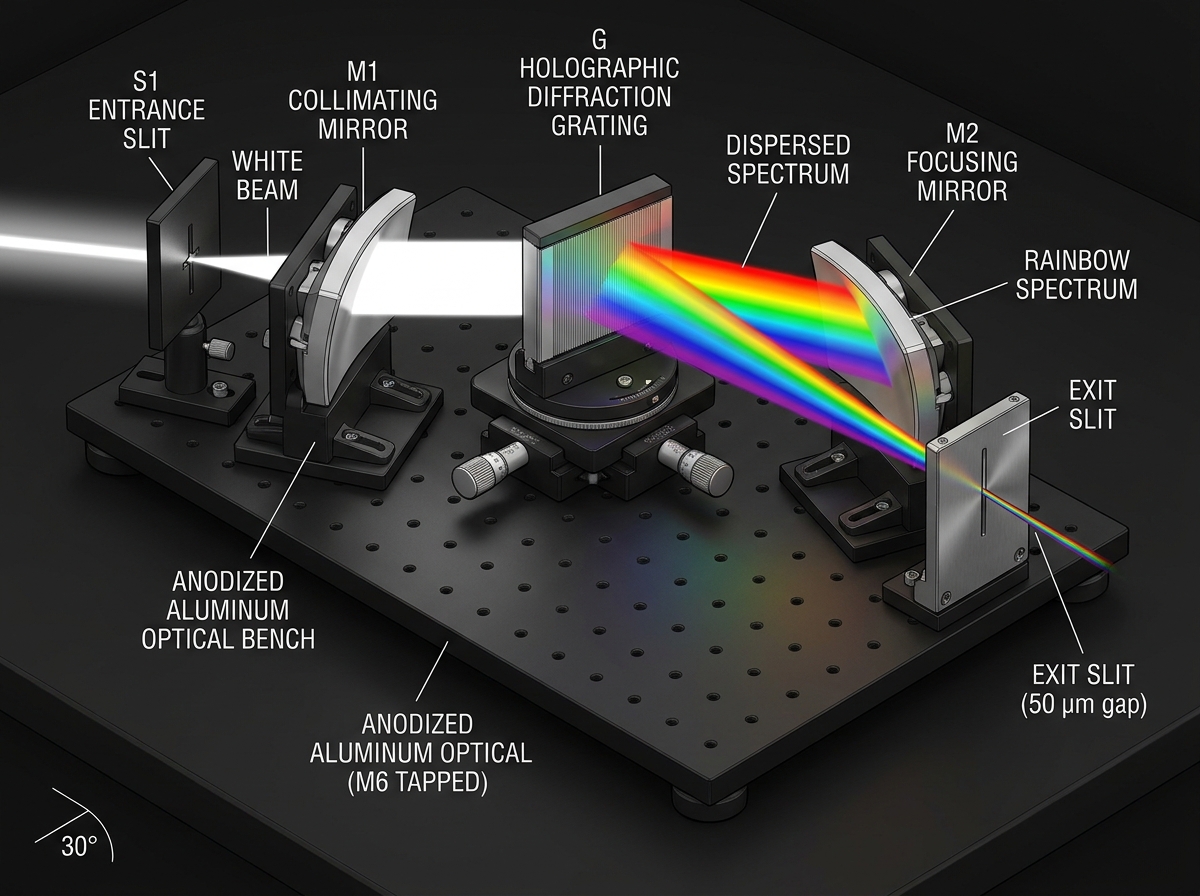 S1
ENTRANCE
SLIT
WHITE
BEAM
M1
COLLIMATING
MIRROR
G
HOLOGRAPHIC
DIFFRACTION
GRATING
DISPERSED
SPECTRUM
M2
FOCUSING
MIRROR
RAINBOW
SPECTRUM
EXIT
SLIT
ANODIZED
ALUMINUM
OPTICAL BENCH
EXIT SLIT
(50 µm gap)
ANODIZED
ALUMINUM OPTICAL
(M6 TAPPED)
30°